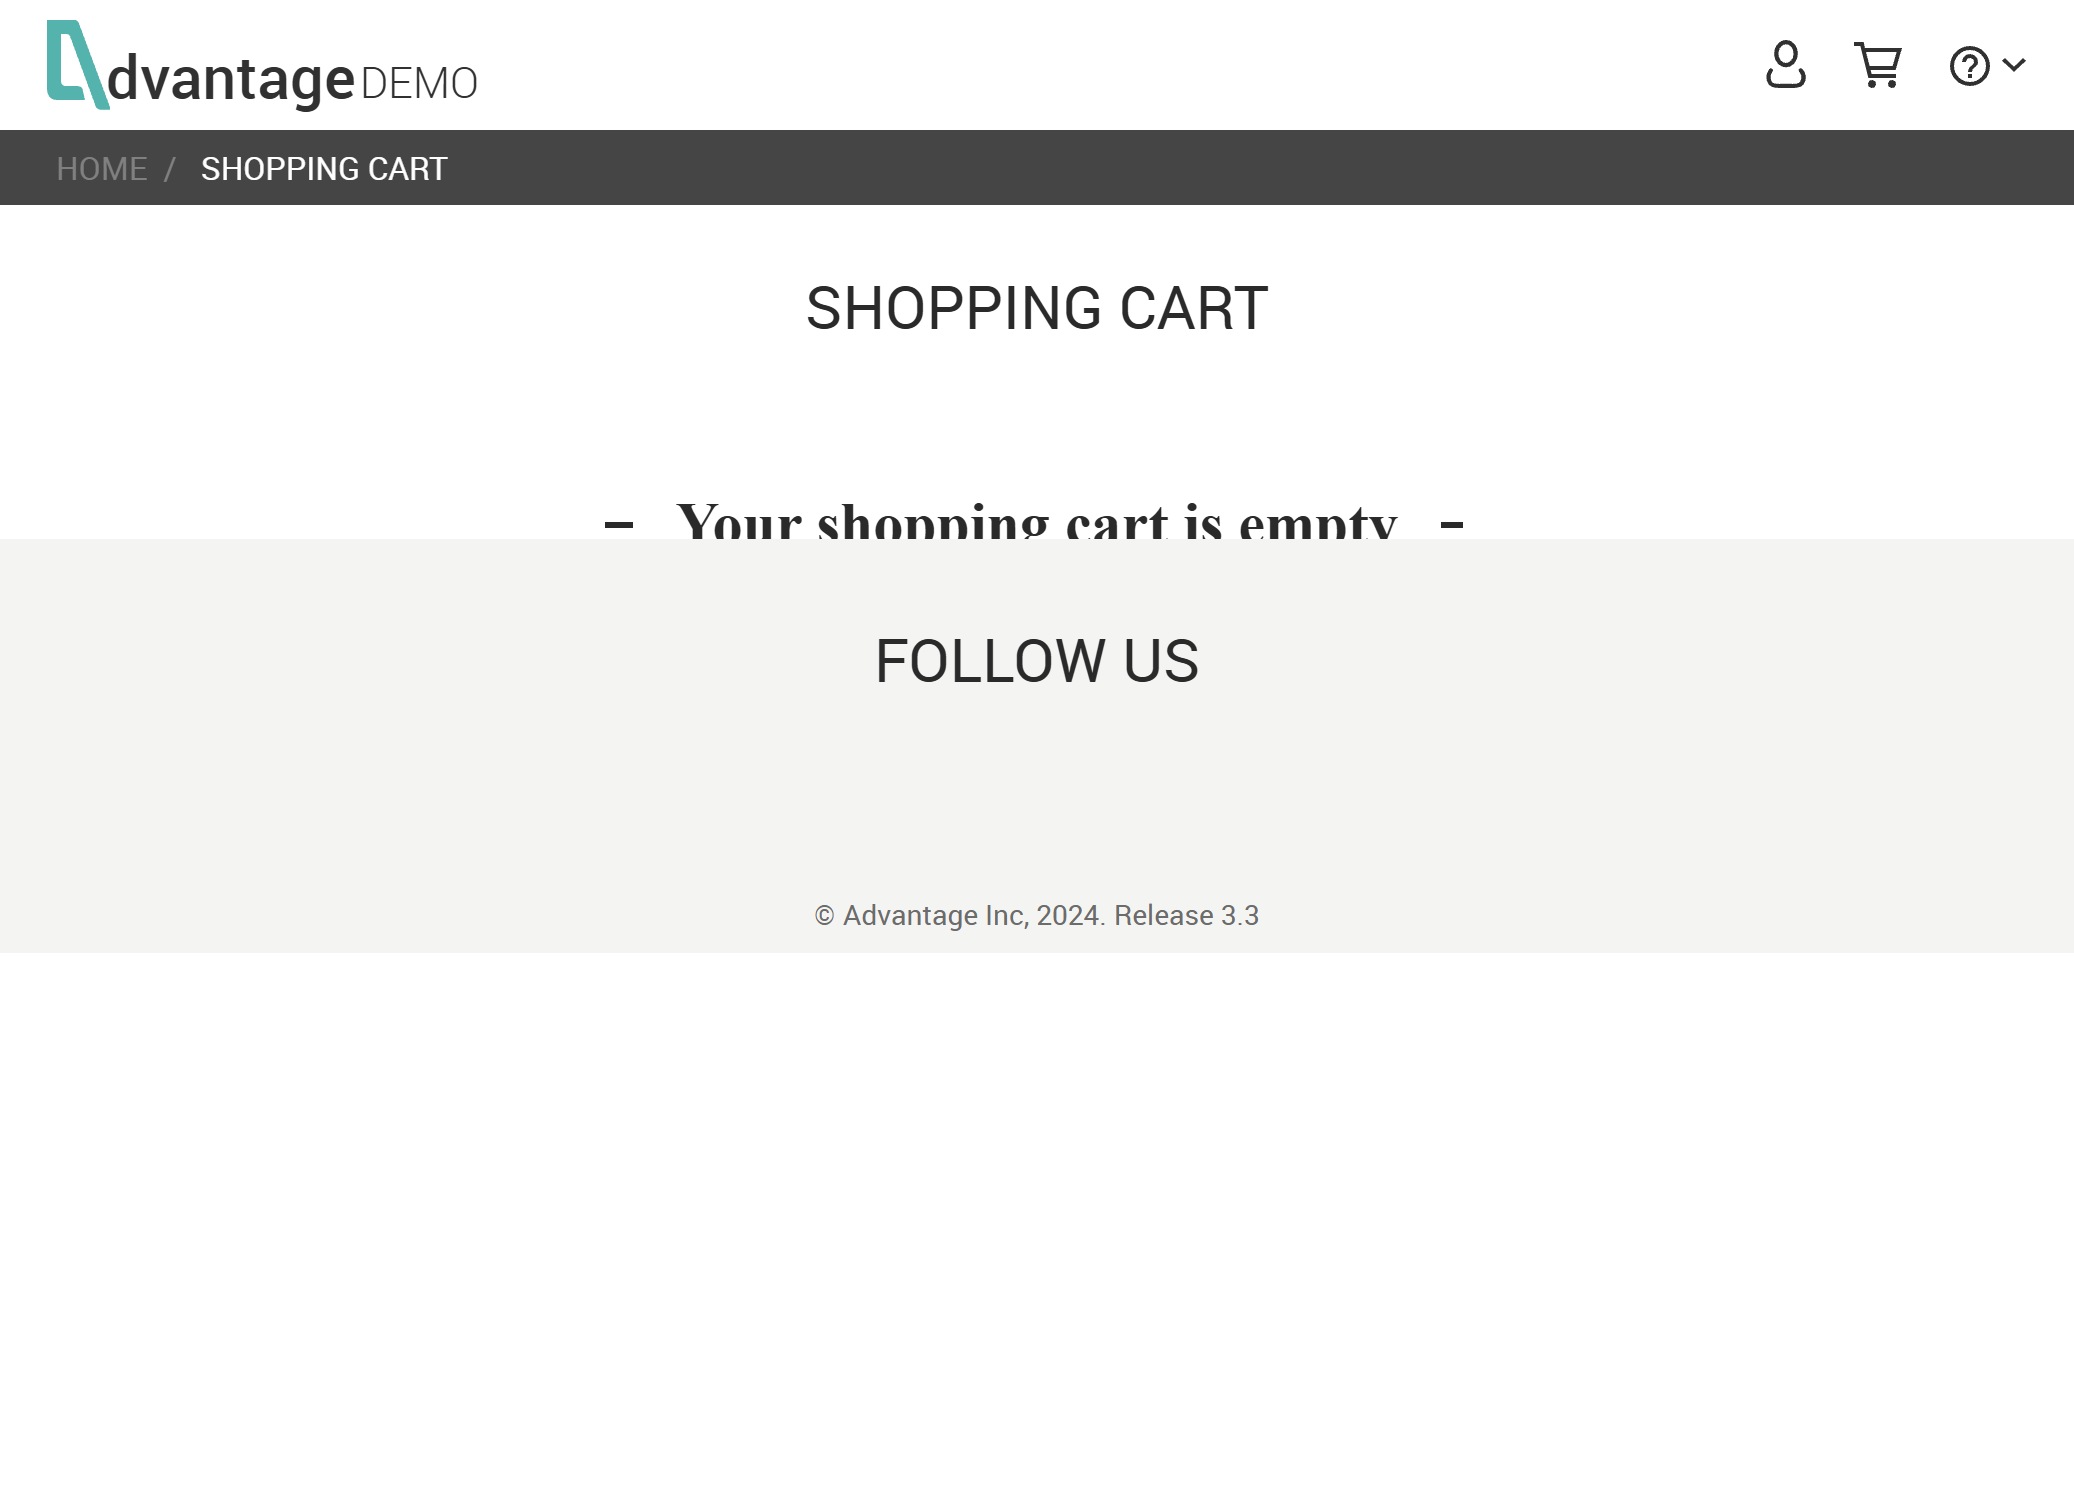 dvantage DEMO
HOME / SHOPPING CART
SHOPPING CART
- Your shopping cart is empty -
FOLLOW US
© Advantage Inc, 2024. Release 3.3